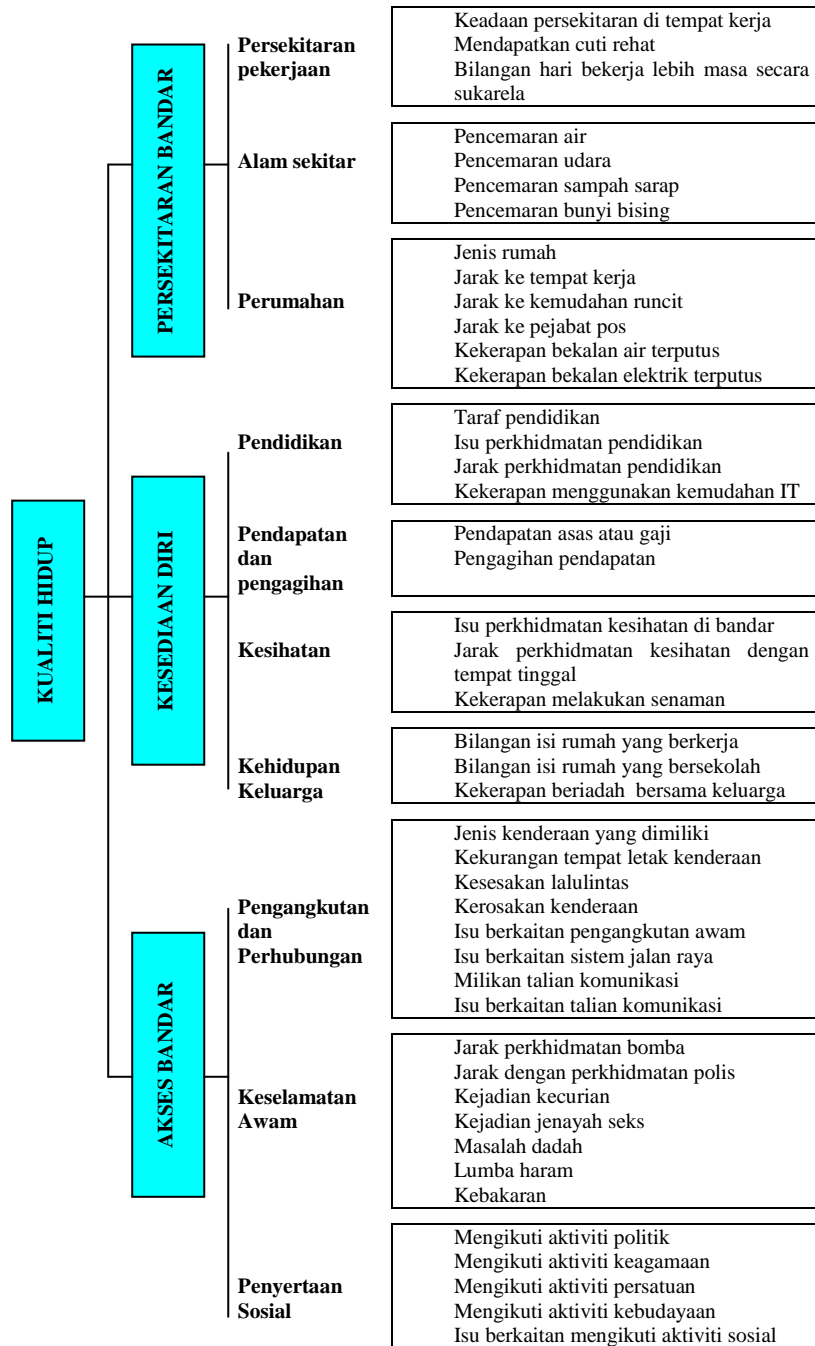 KUALITI HIDUP
PERSEKITARAN BANDAR
Persekitaran
pekerjaan
Keadaan persekitaran di tempat kerja
Mendapatkan cuti rehat
Bilangan hari bekerja lebih masa secara
sukarela
Alam sekitar
Pencemaran air
Pencemaran udara
Pencemaran sampah sarap
Pencemaran bunyi bising
Perumahan
Jenis rumah
Jarak ke tempat kerja
Jarak ke kemudahan runcit
Jarak ke pejabat pos
Kekerapan bekalan air terputus
Kekerapan bekalan elektrik terputus
KESEDIAAN DIRI
Pendidikan
Taraf pendidikan
Isu perkhidmatan pendidikan
Jarak perkhidmatan pendidikan
Kekerapan menggunakan kemudahan IT
Pendapatan
dan
pengagihan
Pendapatan asas atau gaji
Pengagihan pendapatan
Kesihatan
Isu perkhidmatan kesihatan di bandar
Jarak perkhidmatan kesihatan dengan
tempat tinggal
Kekerapan melakukan senaman
Kehidupan
Keluarga
Bilangan isi rumah yang berkerja
Bilangan isi rumah yang bersekolah
Kekerapan beriadah bersama keluarga
AKSES BANDAR
Pengangkutan
dan
Perhubungan
Jenis kenderaan yang dimiliki
Kekurangan tempat letak kenderaan
Kesesakan lalulintas
Kerosakan kenderaan
Isu berkaitan pengangkutan awam
Isu berkaitan sistem jalan raya
Milikan talian komunikasi
Isu berkaitan talian komunikasi
Keselamatan
Awam
Jarak perkhidmatan bomba
Jarak dengan perkhidmatan polis
Kejadian kecurian
Kejadian jenayah seks
Masalah dadah
Lumba haram
Kebakaran
Penyertaan
Sosial
Mengikuti aktiviti politik
Mengikuti aktiviti keagamaan
Mengikuti aktiviti persatuan
Mengikuti aktiviti kebudayaan
Isu berkaitan mengikuti aktiviti sosial